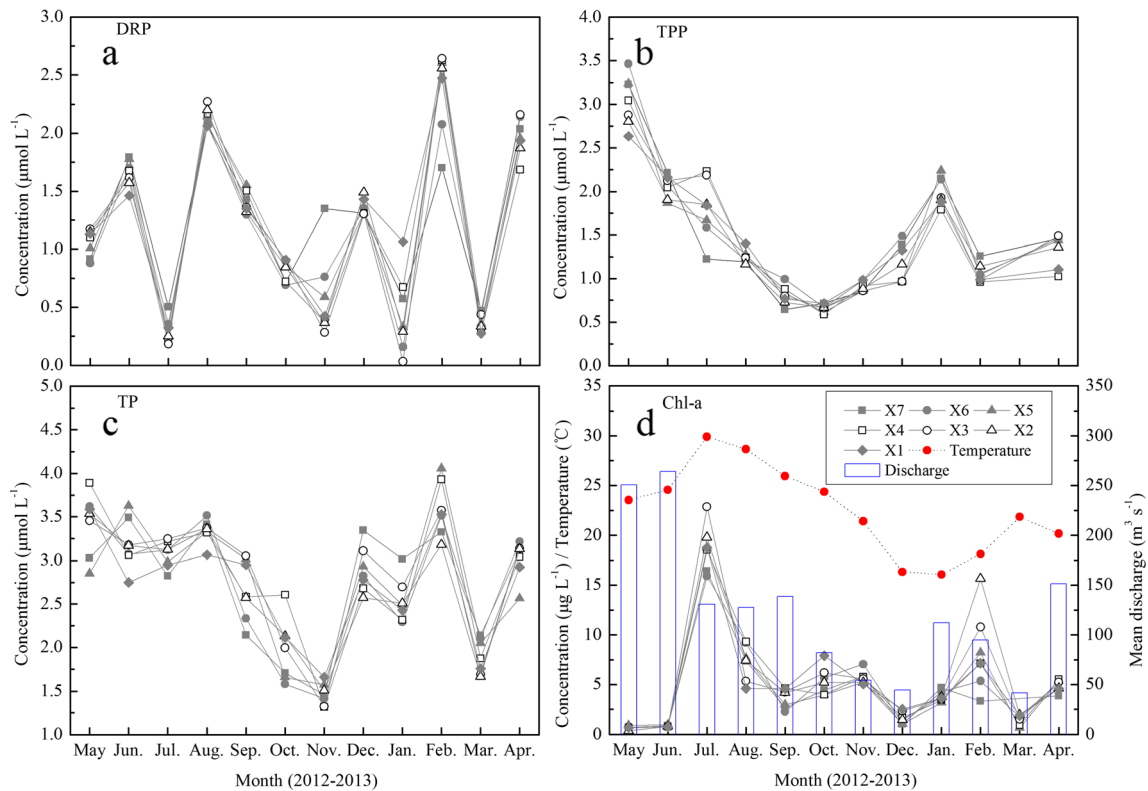 DRP
a
3.0
2.5
2.0
1.5
1.0
0.5
0.0
Concentration (μmol L⁻¹)
TPP
b
4.0
3.5
3.0
2.5
2.0
1.5
1.0
0.5
0.0
Concentration (μmol L⁻¹)
TP
c
5.0
4.5
4.0
3.5
3.0
2.5
2.0
1.5
1.0
Concentration (μmol L⁻¹)
May Jun. Jul. Aug. Sep. Oct. Nov. Dec. Jan. Feb. Mar. Apr.
Month (2012-2013)
Chl-a
d
35
30
25
20
15
10
5
0
Concentration (μg L⁻¹) / Temperature (℃)
X7 X6 X5
X4 X3 X2
X1 Temperature
Discharge
350
300
250
200
150
100
50
0
Mean discharge (m³ s⁻¹)
May Jun. Jul. Aug. Sep. Oct. Nov. Dec. Jan. Feb. Mar. Apr.
Month (2012-2013)